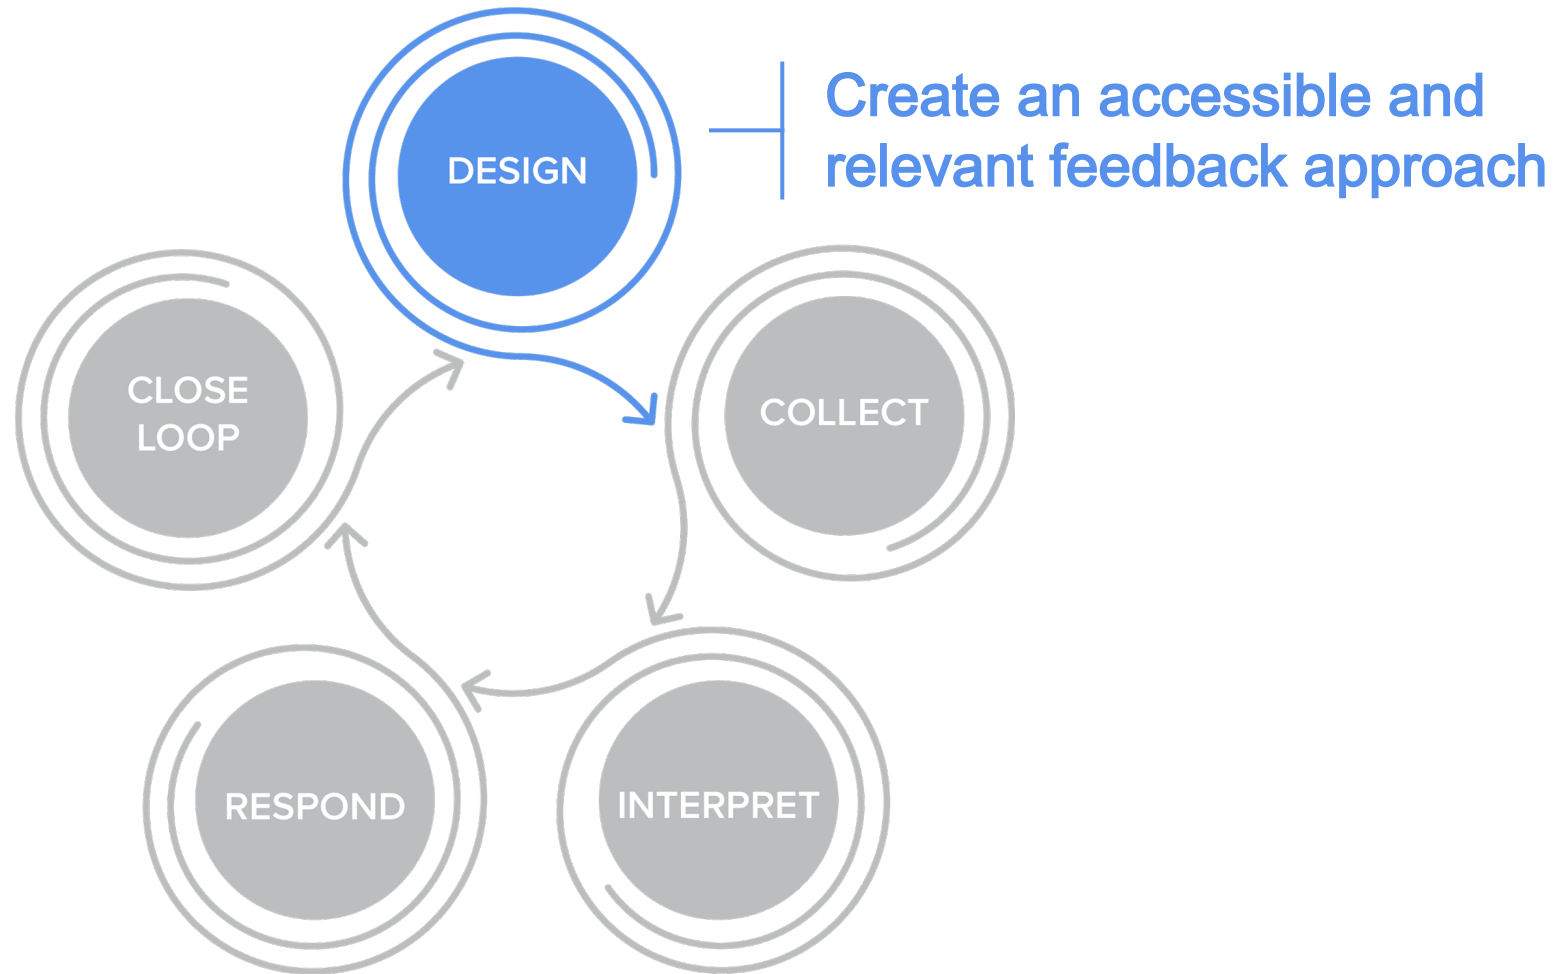 DESIGN
Create an accessible and
relevant feedback approach
COLLECT
INTERPRET
RESPOND
CLOSE
LOOP